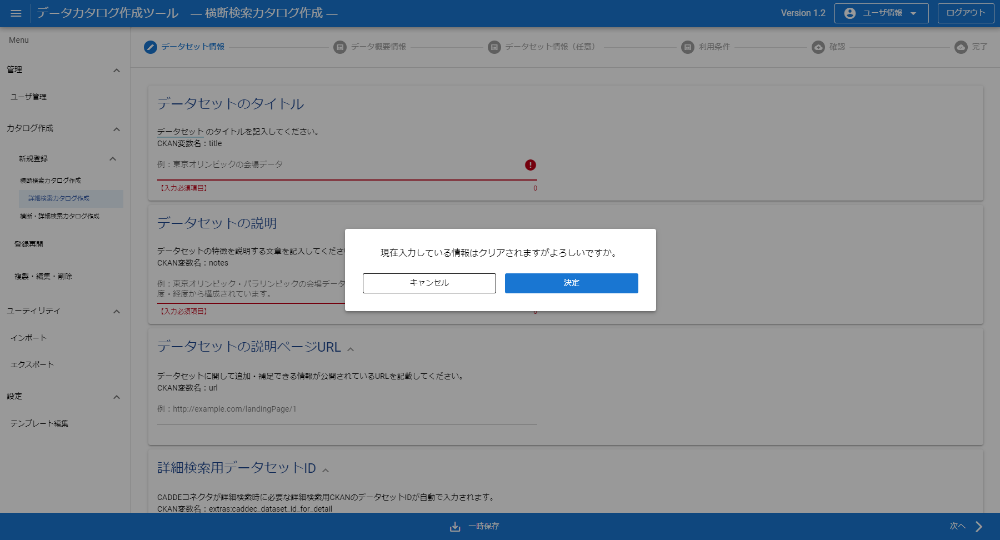 データカタログ作成ツール　― 横断検索カタログ作成 ―
Version 1.2
ユーザ情報
ログアウト
Menu
管理
ユーザ管理
カタログ作成
新規登録
横断検索カタログ作成
詳細検索カタログ作成
横断・詳細検索カタログ作成
登録再開
複製・編集・削除
ユーティリティ
インポート
エクスポート
設定
テンプレート編集
データセット情報
データ概要情報
データセット情報（任意）
利用条件
確認
完了
データセットのタイトル
データセット のタイトルを記入してください。
CKAN変数名：title
例：東京オリンピックの会場データ
【入力必須項目】
0
データセットの説明
データセットの特徴を説明する文章を記入してくださ
CKAN変数名：notes
例：東京オリンピック・パラリンピックの会場データ
度・経度から構成されています。
【入力必須項目】
0
現在入力している情報はクリアされますがよろしいですか。
キャンセル
決定
データセットの説明ページURL
データセットに関して追加・補足できる情報が公開されているURLを記載してください。
CKAN変数名：url
例：http://example.com/landingPage/1
詳細検索用データセットID
CADDEコネクタが詳細検索時に必要な詳細検索用CKANのデータセットIDが自動で入力されます。
CKAN変数名：extras:caddec_dataset_id_for_detail
一時保存
次へ